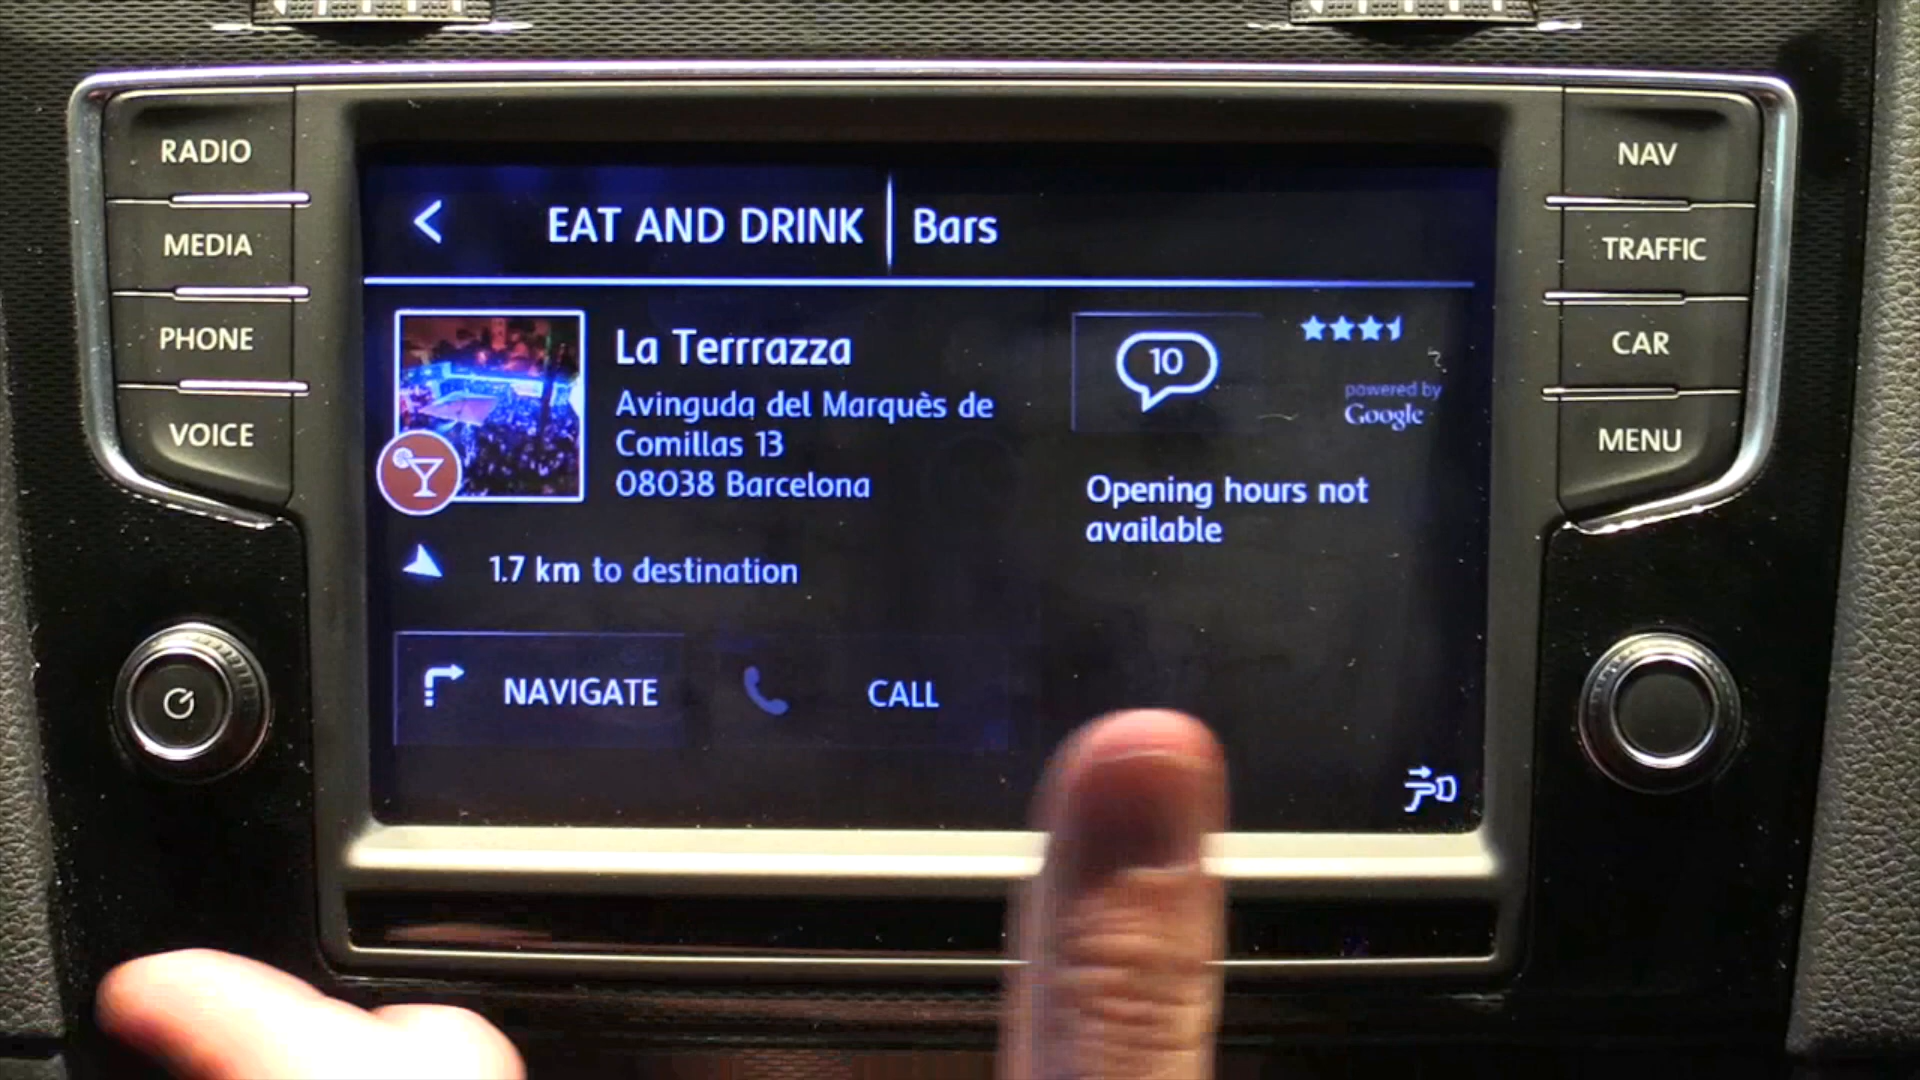 RADIO
MEDIA
PHONE
VOICE
EAT AND DRINK
Bars
La Terrrazza
Avinguda del Marquès de
Comillas 13
08038 Barcelona
1.7 km to destination
NAVIGATE
CALL
10
powered by
Google
Opening hours not
available
NAV
TRAFFIC
CAR
MENU